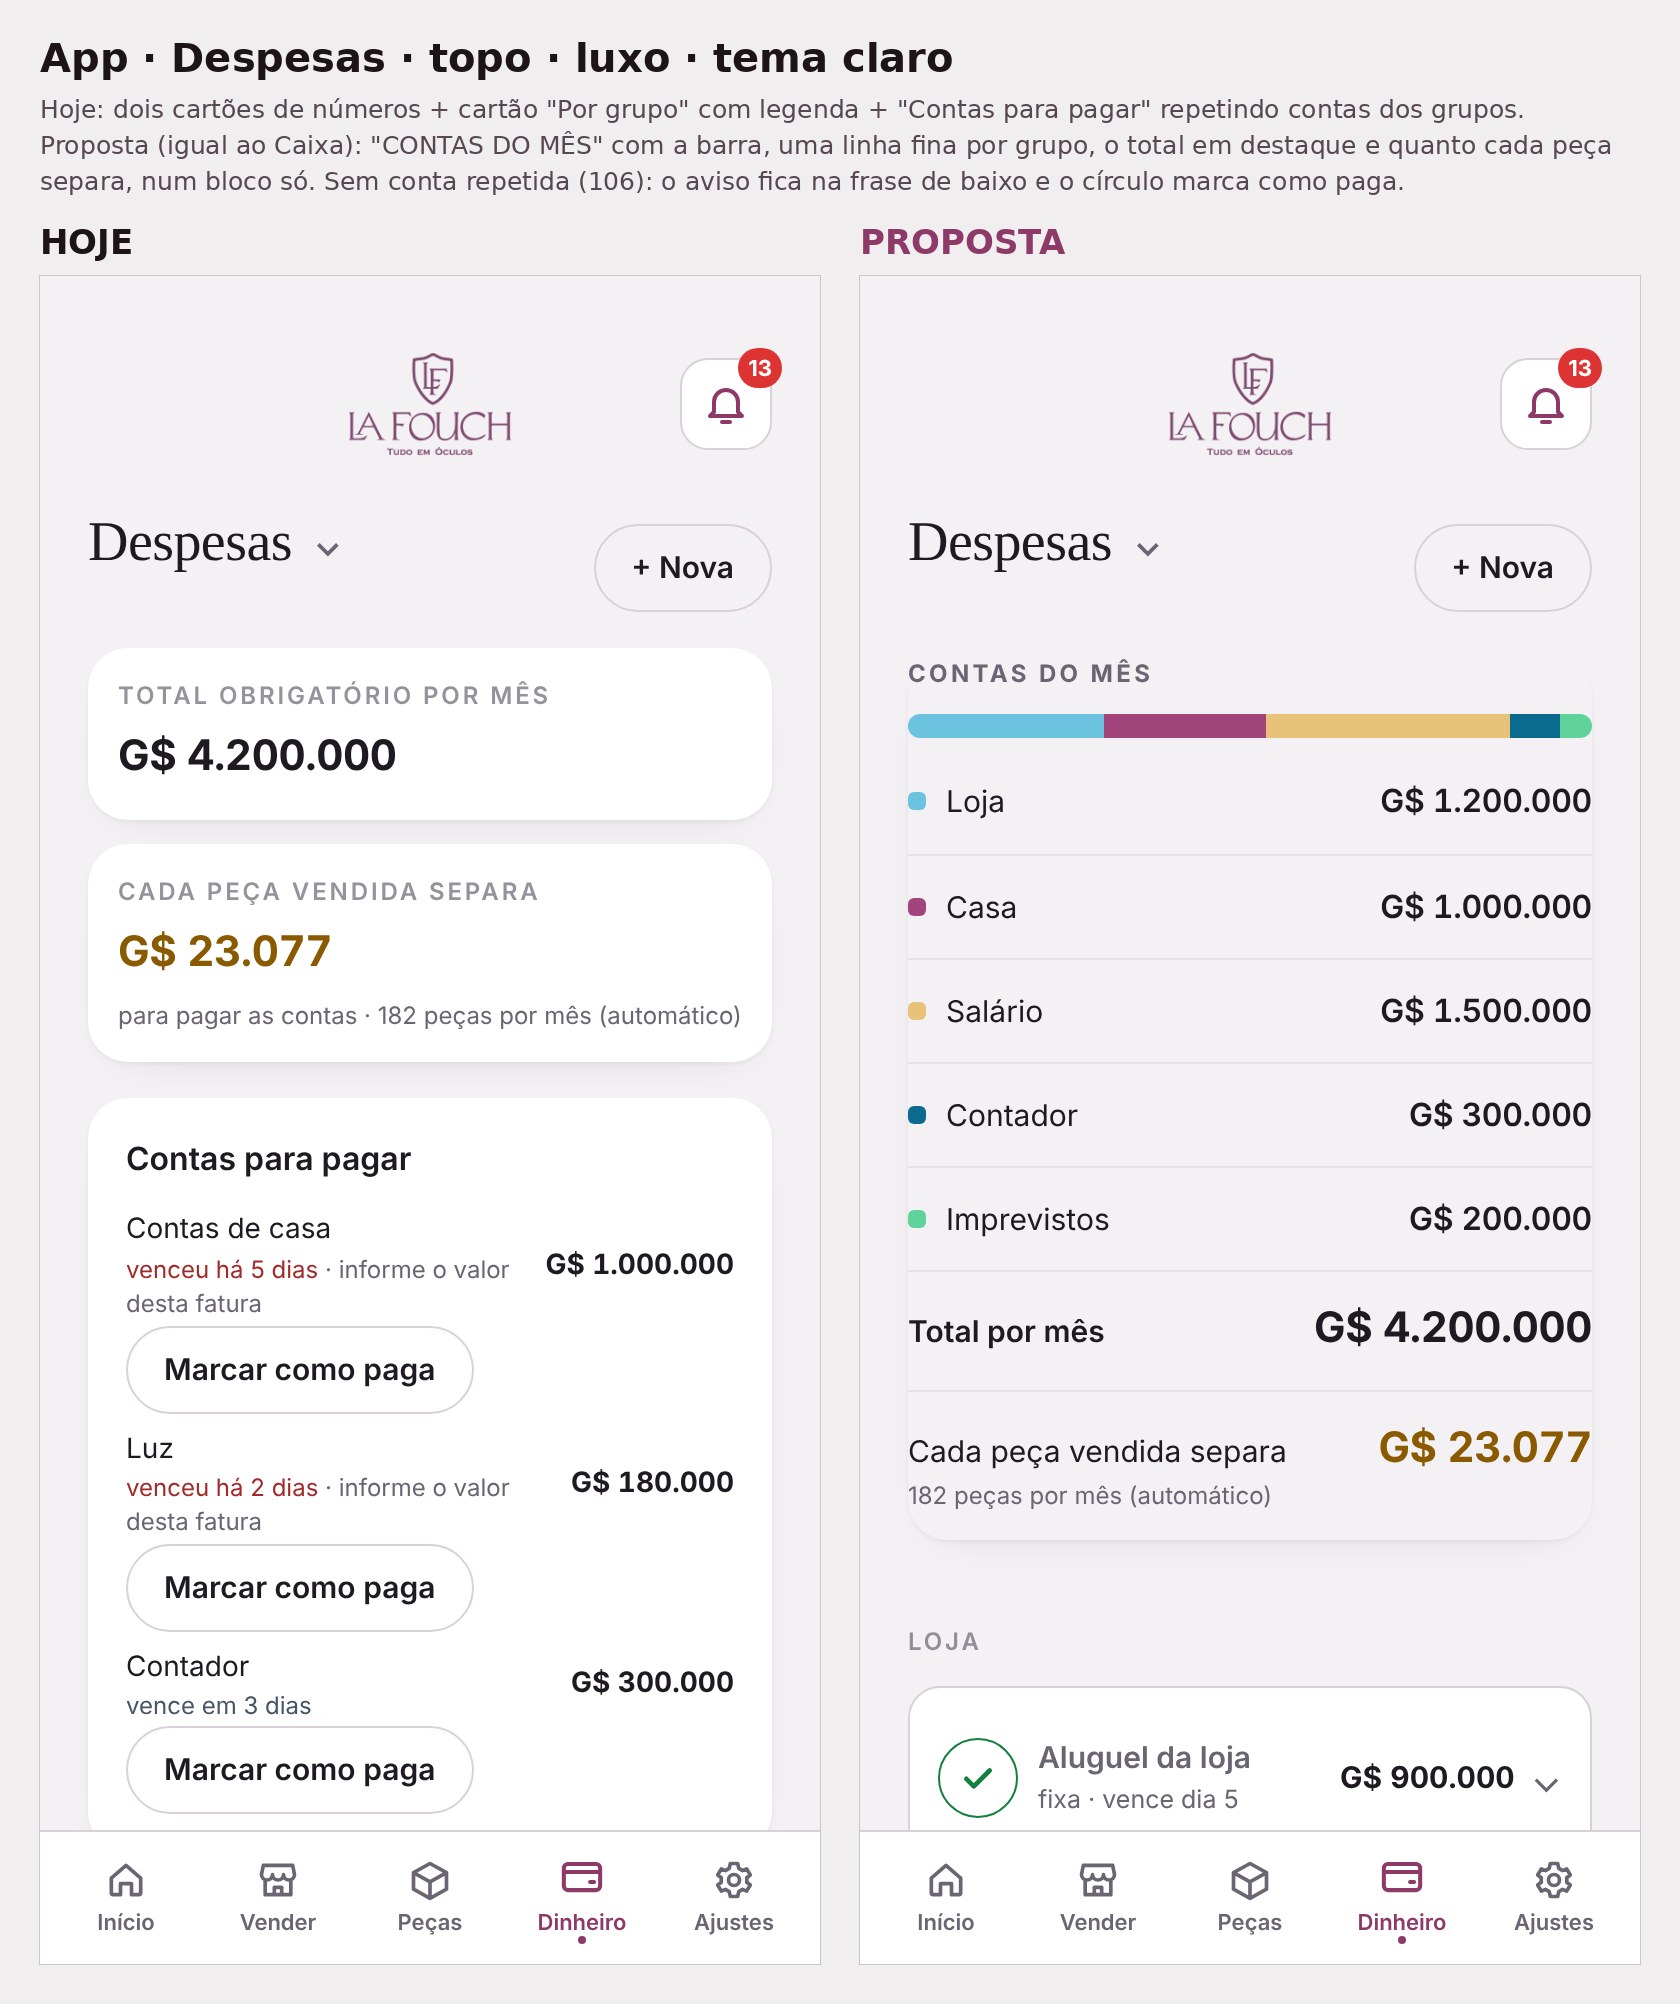 App · Despesas · topo · luxo · tema claro
Hoje: dois cartões de números + cartão "Por grupo" com legenda + "Contas para pagar" repetindo contas dos grupos.
Proposta (igual ao Caixa): "CONTAS DO MÊS" com a barra, uma linha fina por grupo, o total em destaque e quanto cada peça
separa, num bloco só. Sem conta repetida (106): o aviso fica na frase de baixo e o círculo marca como paga.
HOJE
LF
LA FOUCH
TUDO EM ÓCULOS
13
Despesas
+ Nova
TOTAL OBRIGATÓRIO POR MÊS
G$ 4.200.000
CADA PEÇA VENDIDA SEPARA
G$ 23.077
para pagar as contas · 182 peças por mês (automático)
Contas para pagar
Contas de casa
venceu há 5 dias · informe o valor
desta fatura
G$ 1.000.000
Marcar como paga
Luz
venceu há 2 dias · informe o valor
desta fatura
G$ 180.000
Marcar como paga
Contador
vence em 3 dias
G$ 300.000
Marcar como paga
Início
Vender
Peças
Dinheiro
Ajustes
PROPOSTA
LF
LA FOUCH
TUDO EM ÓCULOS
13
Despesas
+ Nova
CONTAS DO MÊS
Loja G$ 1.200.000
Casa G$ 1.000.000
Salário G$ 1.500.000
Contador G$ 300.000
Imprevistos G$ 200.000
Total por mês G$ 4.200.000
Cada peça vendida separa G$ 23.077
182 peças por mês (automático)
LOJA
Aluguel da loja
fixa · vence dia 5
G$ 900.000
Início
Vender
Peças
Dinheiro
Ajustes